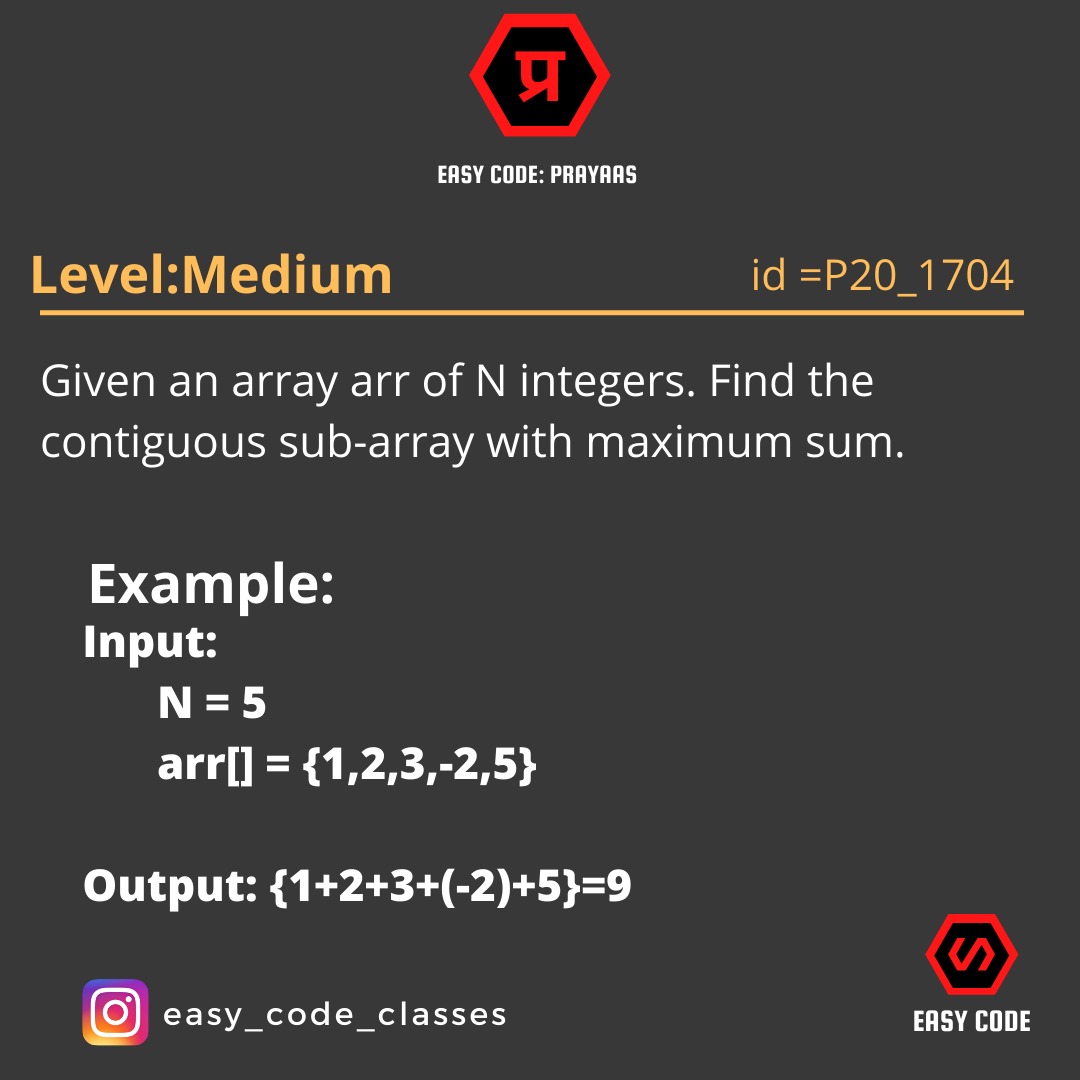 प्र
EASY CODE: PRAYAAS
Level:Medium
id =P20_1704
Given an array arr of N integers. Find the
contiguous sub-array with maximum sum.
Example:
Input:
N = 5
arr[] = {1,2,3,-2,5}
Output: {1+2+3+(-2)+5}=9
easy_code_classes
EASY CODE